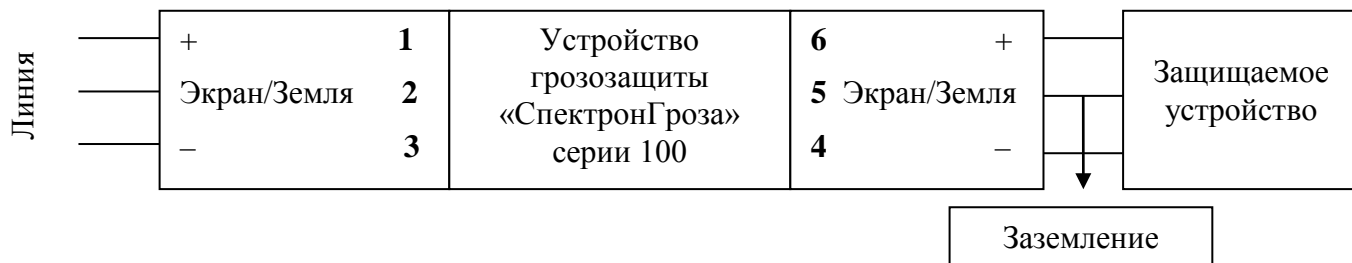 Линия
+ 1
Экран/Земля 2
– 3
Устройство
грозозащиты
«СпектронГроза»
серии 100
6 +
5 Экран/Земля
4 –
Защищаемое
устройство
Заземление